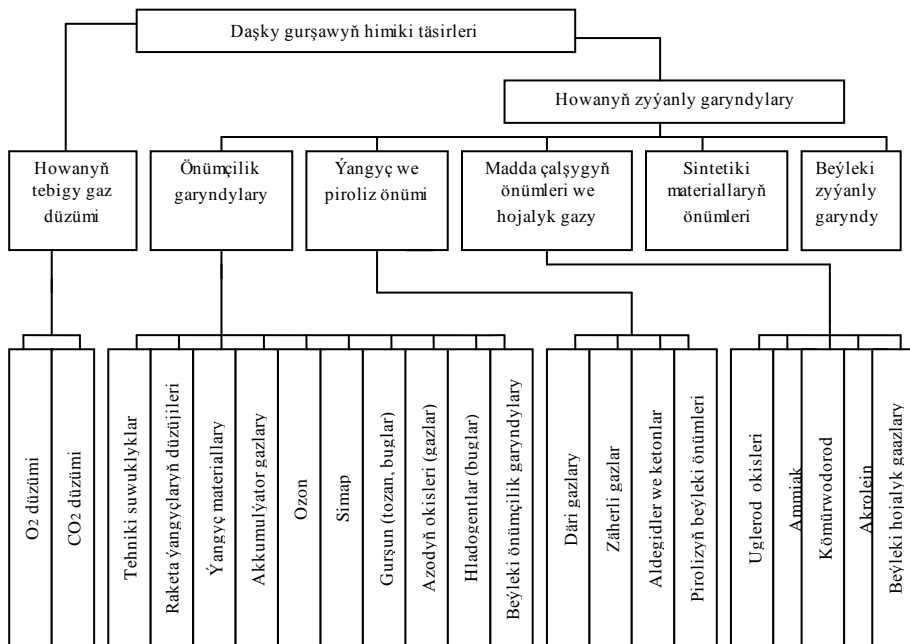 Daşky gurşawyň himiki täsirleri
Howanyň zyýanly garyndylary
Howanyň
tebigy gaz
düzümi
Önümçilik
garyndylary
Ýangyç we
piroliz önümi
Madda çalşygyň
önümleri we
hojalyk gazy
Sintetiki
materiallaryň
önümleri
Beýleki
zyýanly
garyndy
O2 düzümi
CO2 düzümi
Tehniki suwuklyklar
Raketa ýangyçlaryň düzüjileri
Ýangyç materiallary
Akkumulýator gazlary
Ozon
Simap
Gurşun (tozan, buglar)
Azodyň okisleri (gazlar)
Hladogentlar (buglar)
Beýleki önümçilik garyndylary
Däri gazlary
Zäherli gazlar
Aldegidler we ketonlar
Pirolizyň beýleki önümleri
Uglerod okisleri
Ammiak
Kömürwodorod
Akrolein
Beýleki hojalyk gazlary